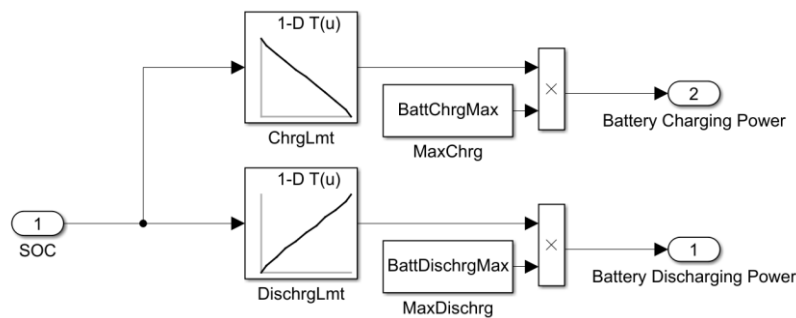 1-D T(u)
ChrgLmt
BattChrgMax
MaxChrg
×
2
Battery Charging Power
1
SOC
1-D T(u)
DischrgLmt
BattDischrgMax
MaxDischrg
×
1
Battery Discharging Power